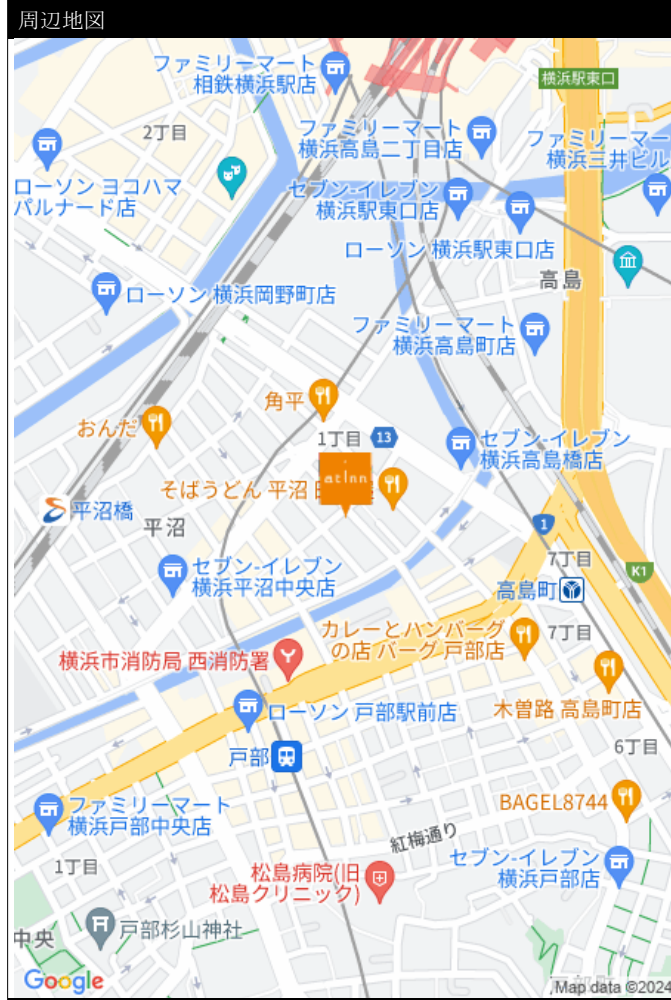 周辺地図
ファミリーマート
相鉄横浜駅店
横浜駅東口
2丁目
ファミリーマート
横浜高島二丁目店
ファミリーマー
横浜三井ビル
ローソン ヨコハマ
パルナード店
セブン-イレブン
横浜駅東口店
ローソン 横浜駅東口店
高島
ローソン 横浜岡野町店
ファミリーマート
横浜高島町店
角平
おんだ
1丁目
13
セブン-イレブン
横浜高島橋店
atinn
そばうどん 平沼
平沼橋
平沼
1
7丁目
K1
セブン-イレブン
横浜平沼中央店
高島町
カレーとハンバーグ
の店 バーグ 戸部店
7丁目
横浜市消防局 西消防署
木曽路 高島町店
ローソン 戸部駅前店
6丁目
戸部
BAGEL8744
ファミリーマート
横浜戸部中央店
紅梅通り
セブン-イレブン
横浜戸部店
1丁目
松島病院(旧
松島クリニック)
戸部杉山神社
中央
Google
Map data ©2024